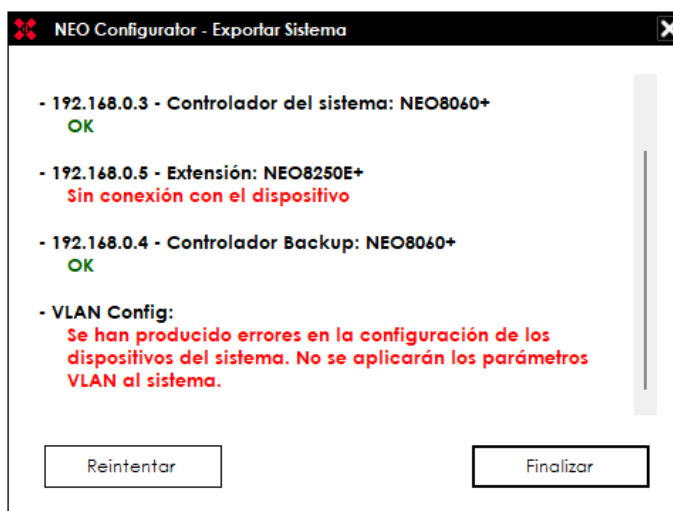 NEO Configurator - Exportar Sistema
- 192.168.0.3 - Controlador del sistema: NEO8060+
OK
- 192.168.0.5 - Extensión: NEO8250E+
Sin conexión con el dispositivo
- 192.168.0.4 - Controlador Backup: NEO8060+
OK
- VLAN Config:
Se han producido errores en la configuración de los
dispositivos del sistema. No se aplicarán los parámetros
VLAN al sistema.
Reintentar
Finalizar